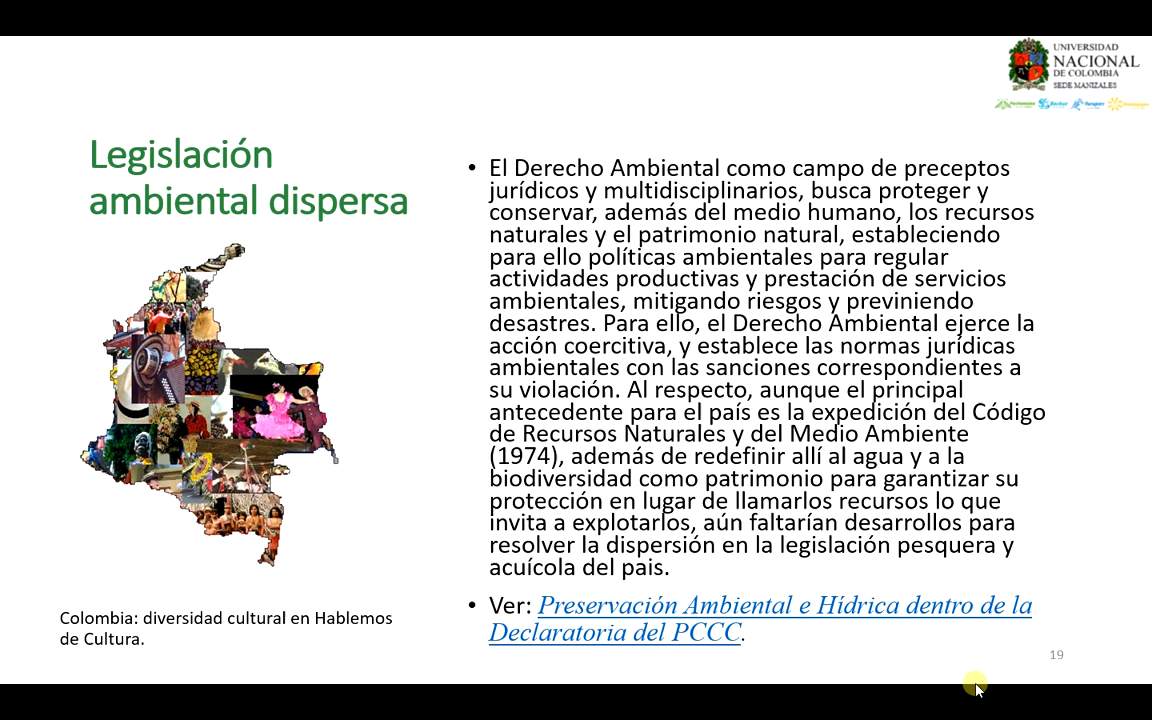 UNIVERSIDAD
NACIONAL
DE COLOMBIA
SEDE MANIZALES
Legislación
ambiental dispersa
• El Derecho Ambiental como campo de preceptos
jurídicos y multidisciplinarios, busca proteger y
conservar, además del medio humano, los recursos
naturales y el patrimonio natural, estableciendo
para ello políticas ambientales para regular
actividades productivas y prestación de servicios
ambientales, mitigando riesgos y previniendo
desastres. Para ello, el Derecho Ambiental ejerce la
acción coercitiva, y establece las normas jurídicas
ambientales con las sanciones correspondientes a
su violación. Al respecto, aunque el principal
antecedente para el país es la expedición del Código
de Recursos Naturales y del Medio Ambiente
(1974), además de redefinir allí al agua y a la
biodiversidad como patrimonio para garantizar su
protección en lugar de llamarlos recursos lo que
invita a explotarlos, aún faltarían desarrollos para
resolver la dispersión en la legislación pesquera y
acuícola del pais.
• Ver: Preservación Ambiental e Hídrica dentro de la
Declaratoria del PCCC.
Colombia: diversidad cultural en Hablemos
de Cultura.
19